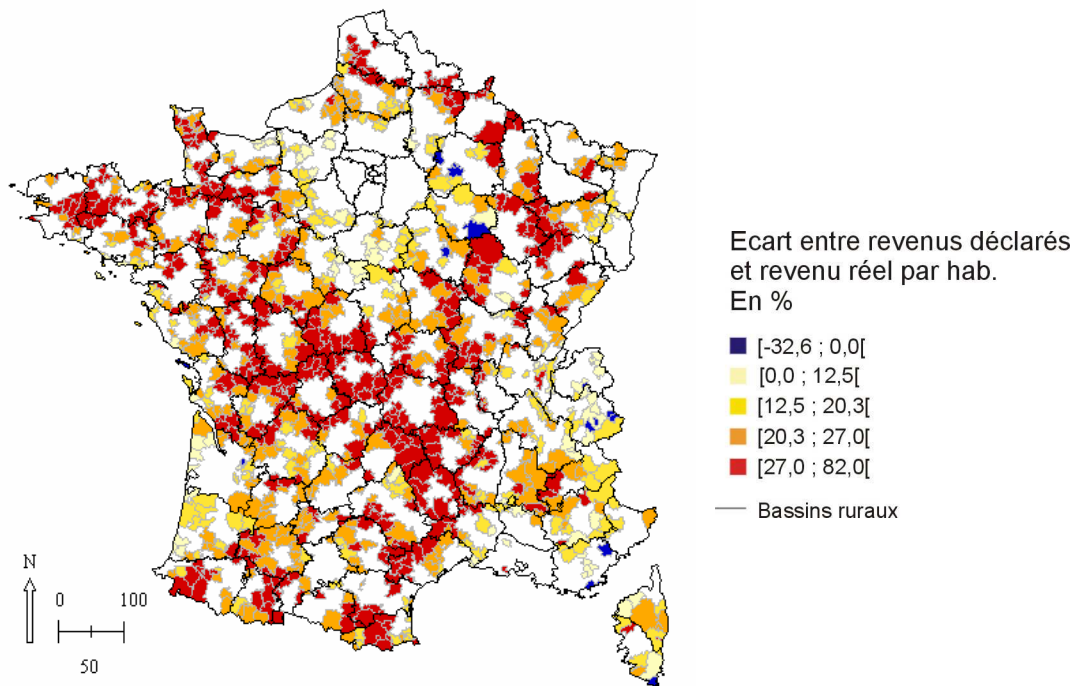 Ecart entre revenus déclarés
et revenu réel par hab.
En %
[-32,6 ; 0,0[
[0,0 ; 12,5[
[12,5 ; 20,3[
[20,3 ; 27,0[
[27,0 ; 82,0[
Bassins ruraux
N
0 100
50